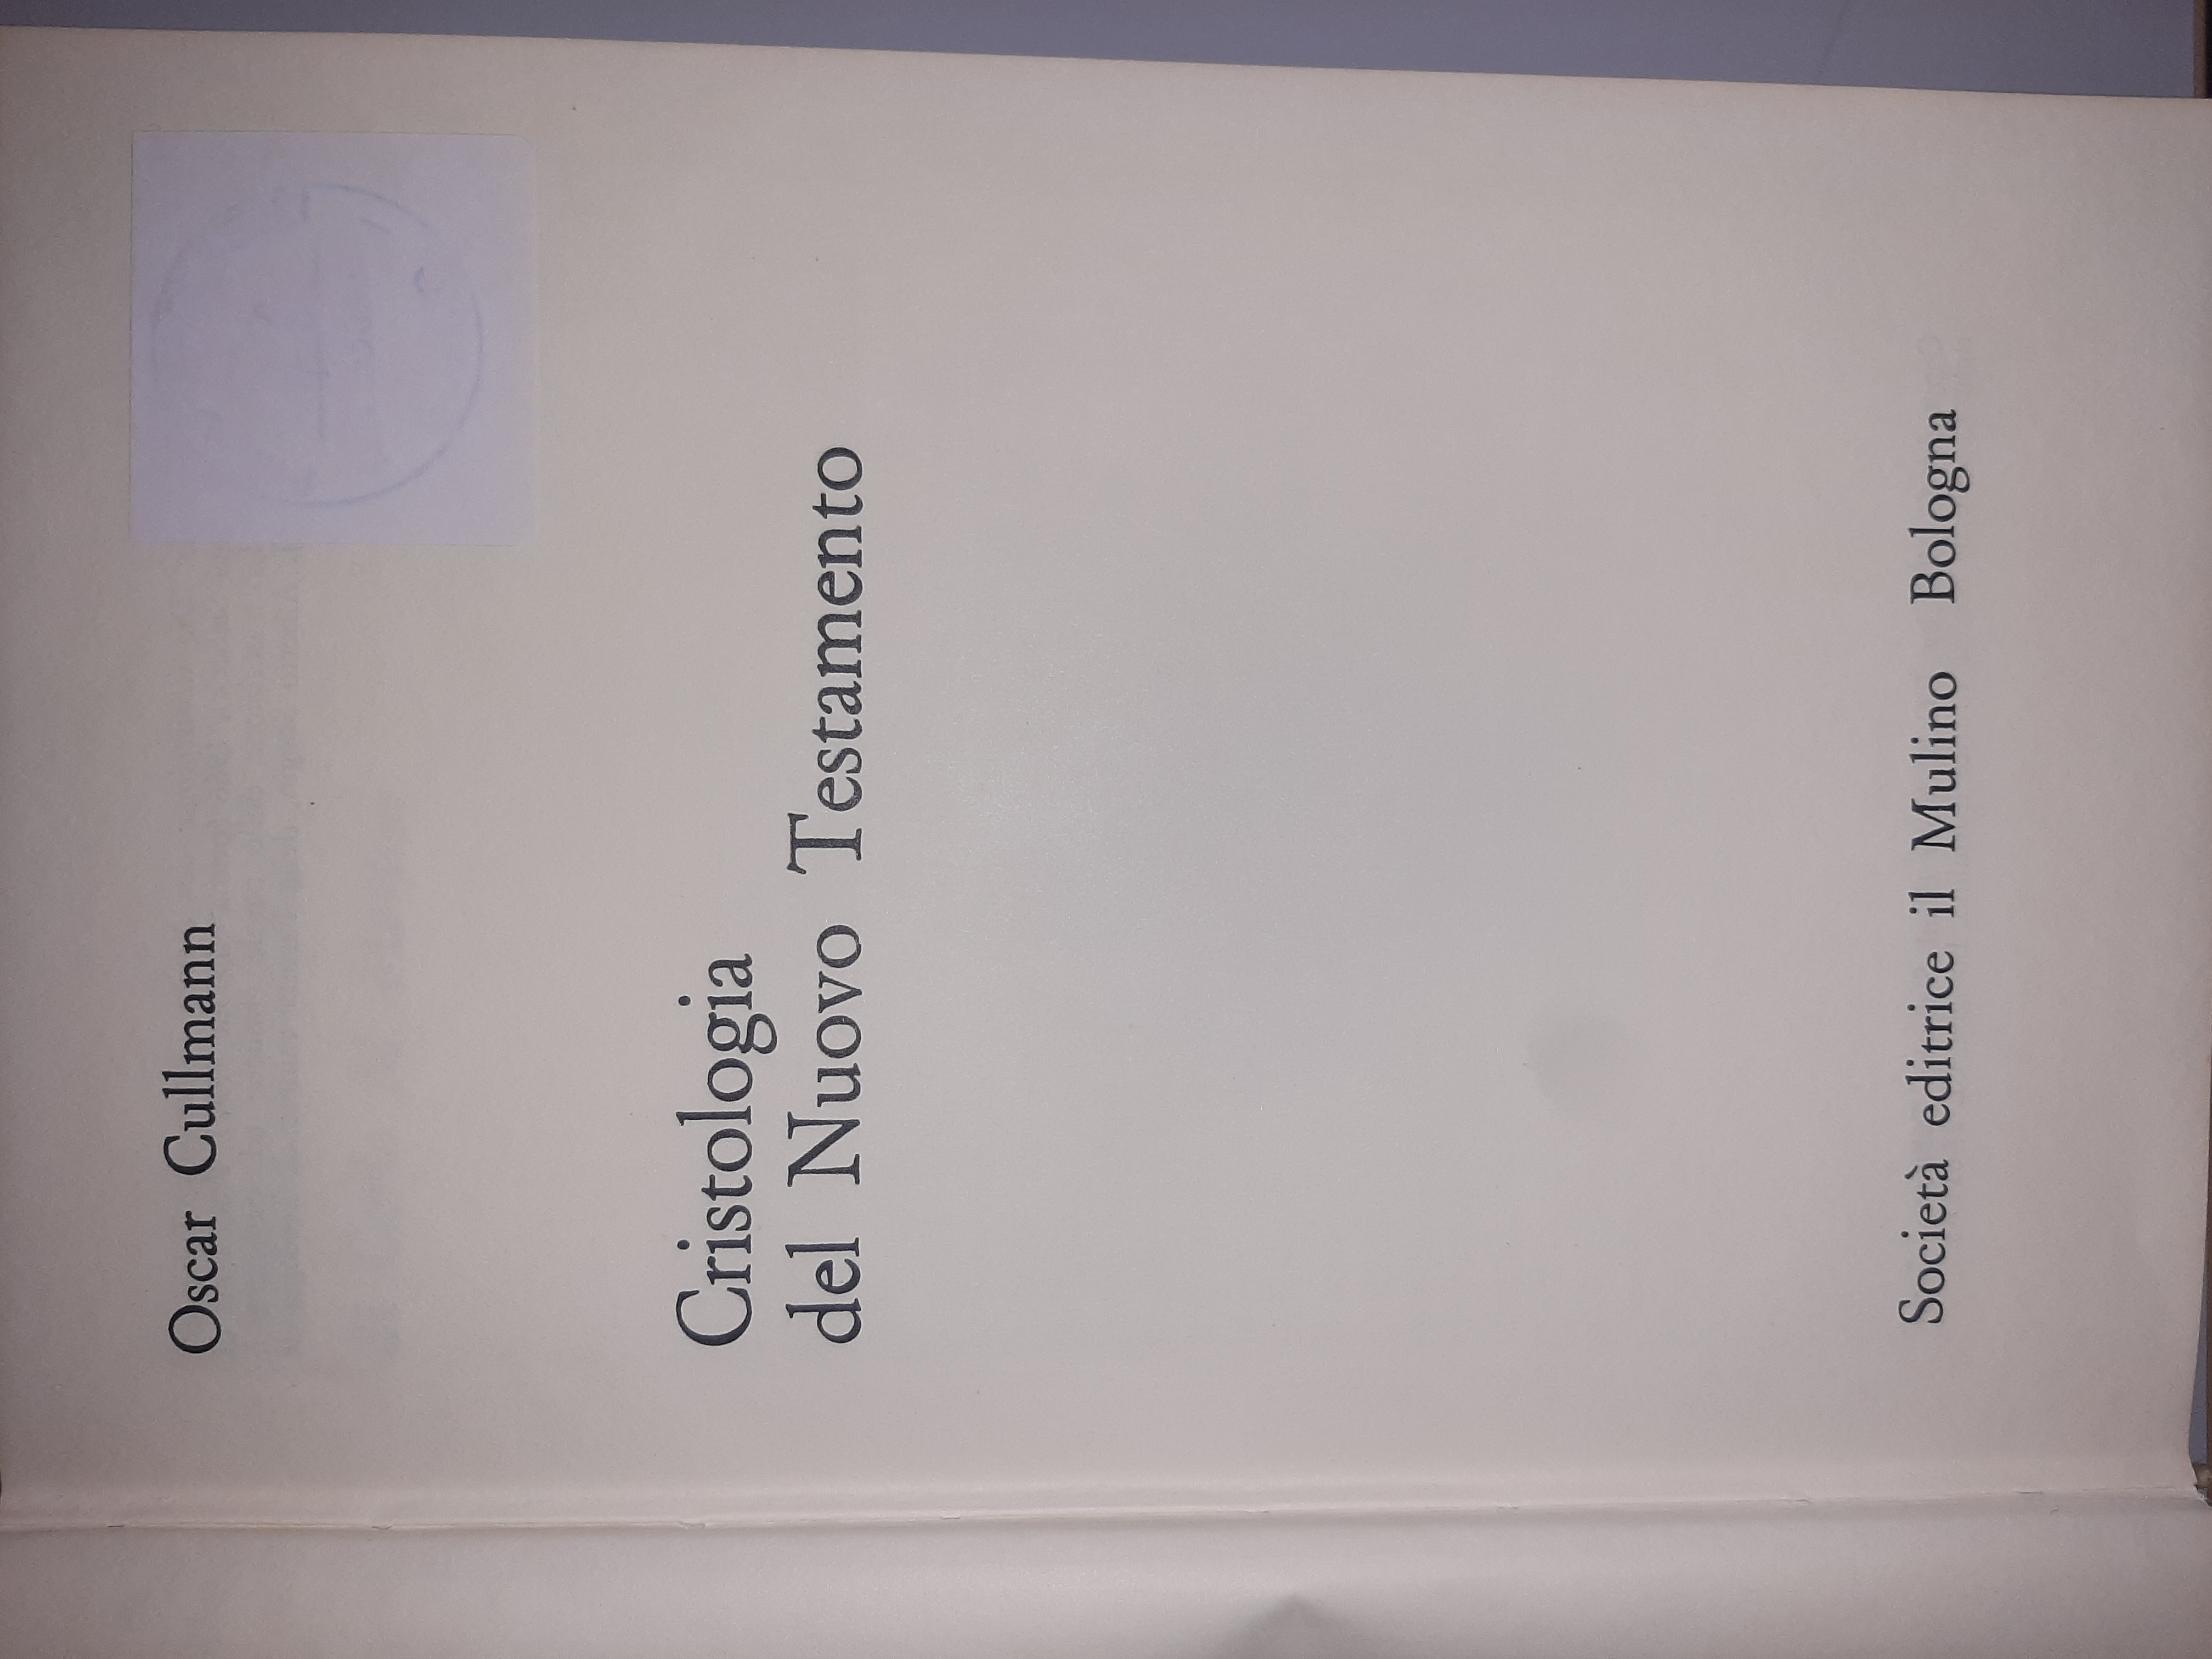 Oscar Cullmann
Cristologia
del Nuovo Testamento
Società editrice il Mulino Bologna